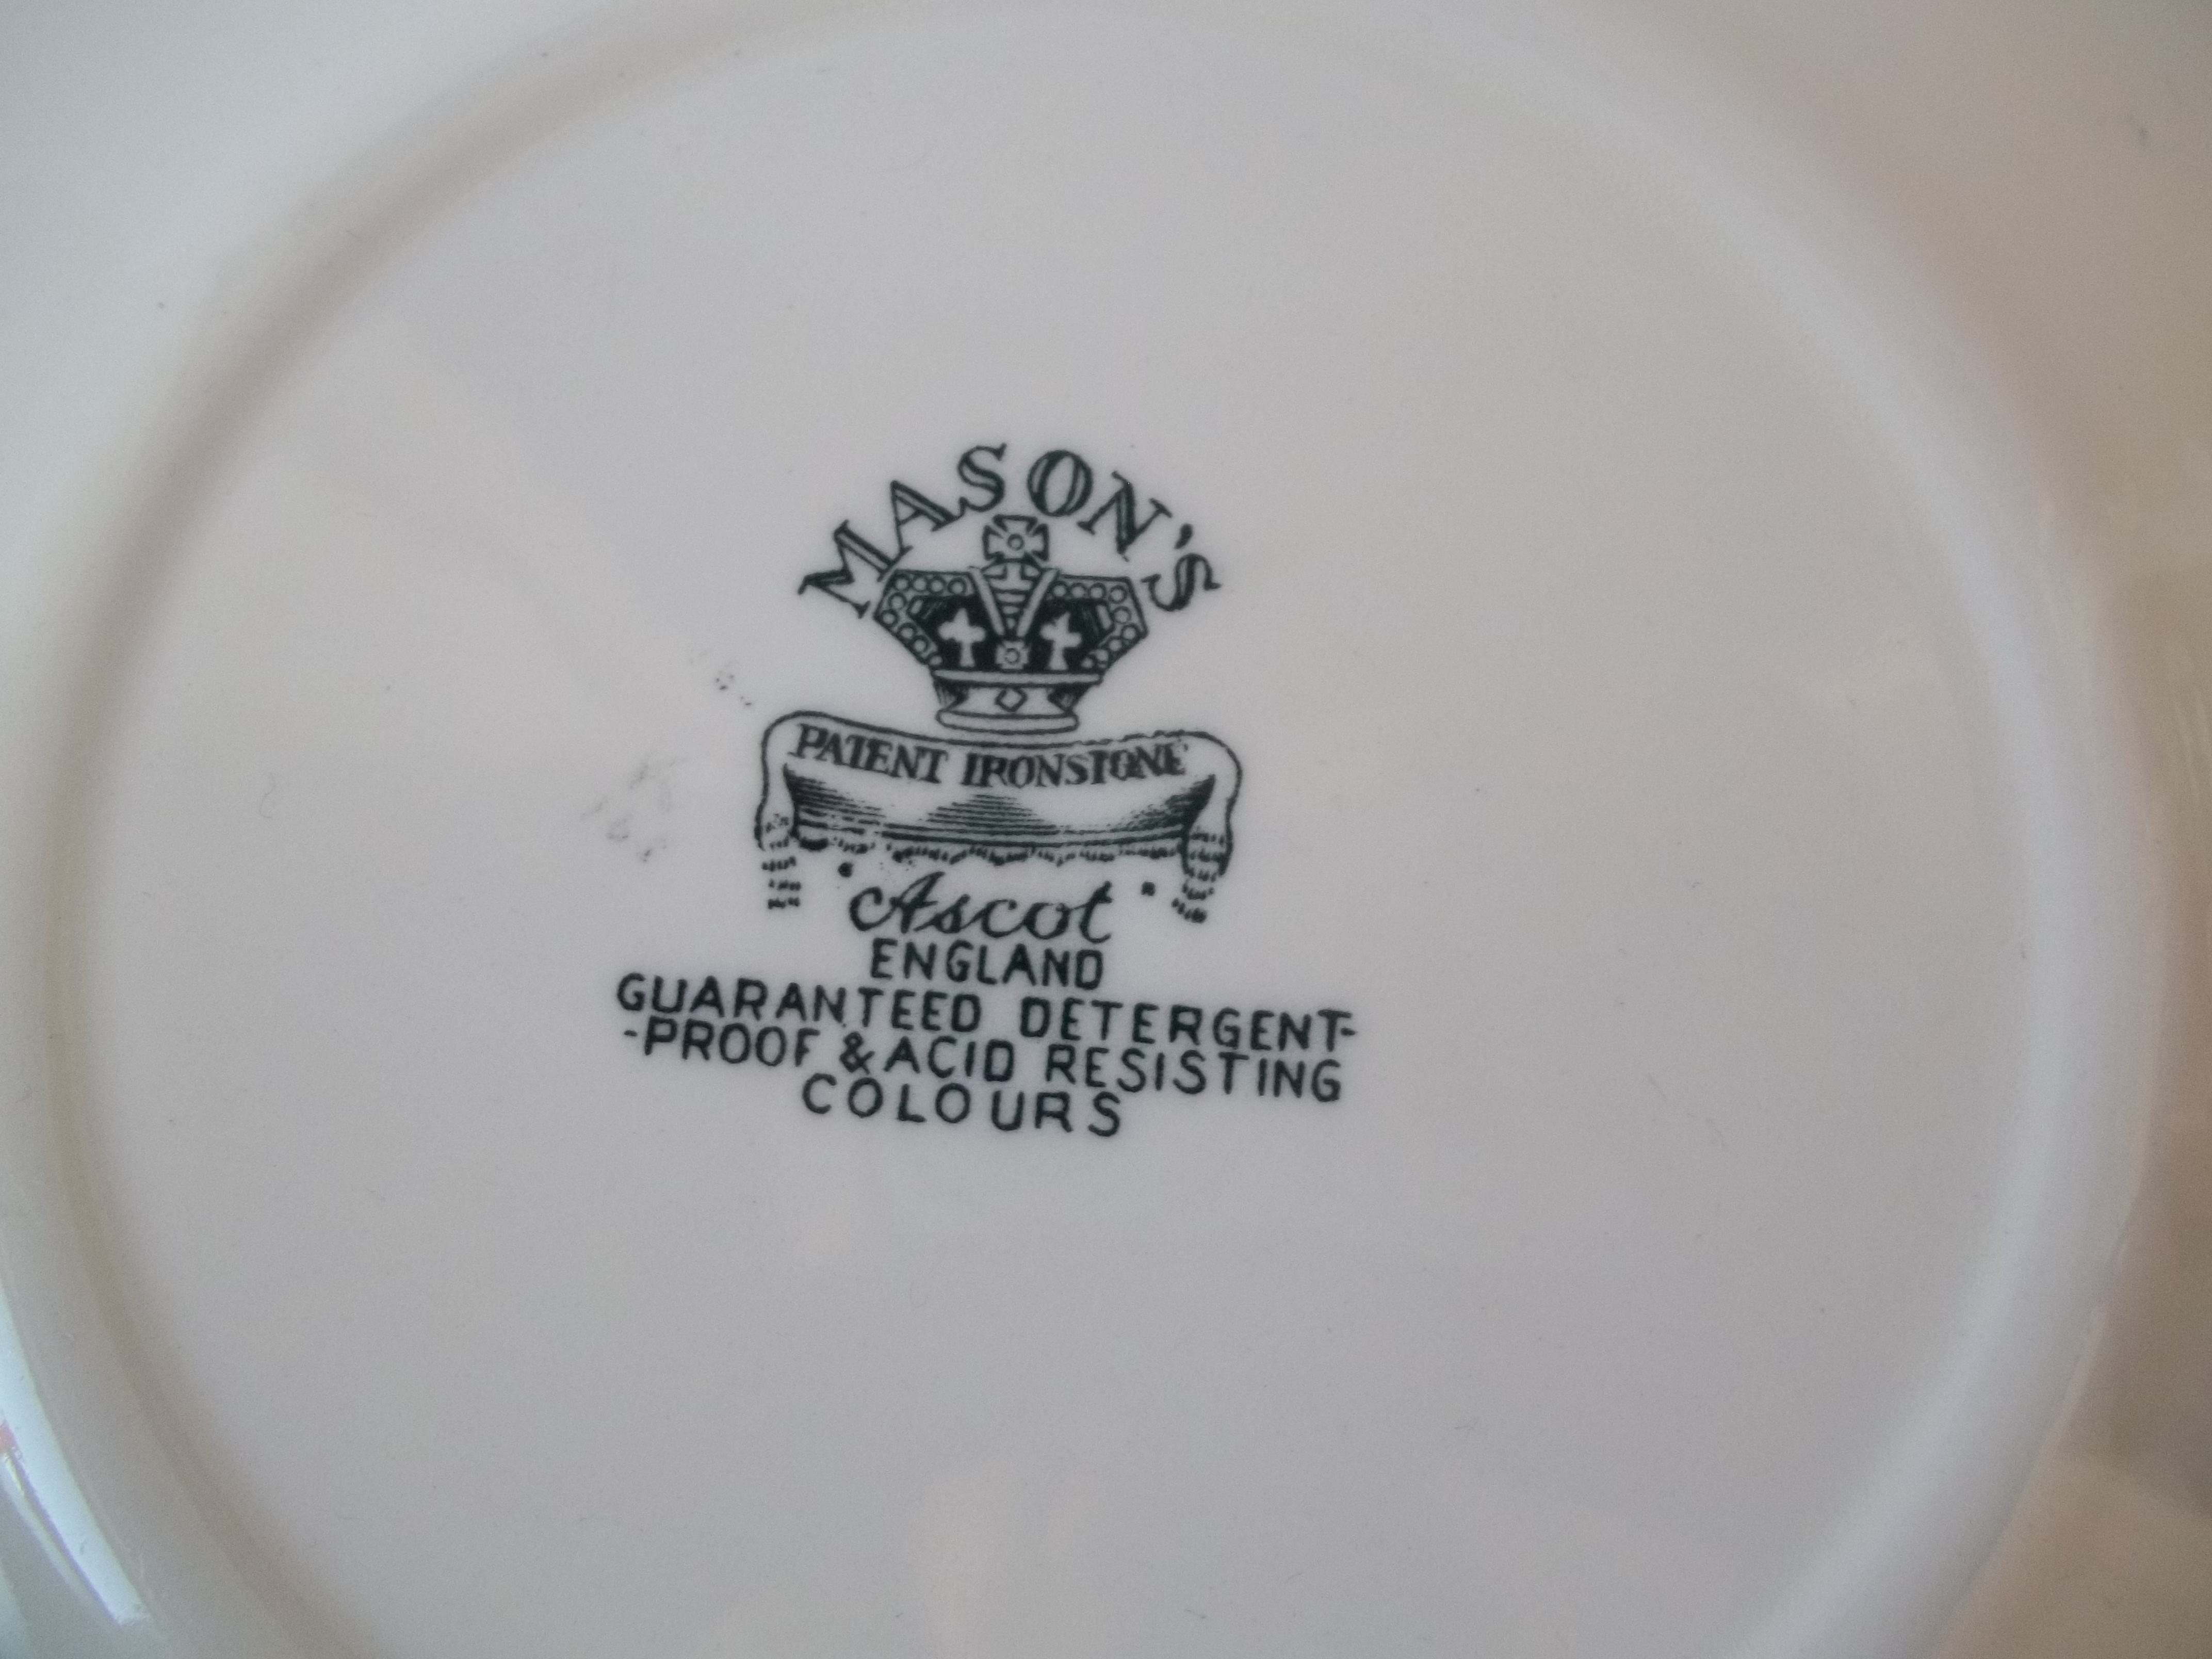 MASON'S
PATENT IRONSTONE
Ascot
ENGLAND
GUARANTEED DETERGENT-
-PROOF & ACID RESISTING
COLOURS